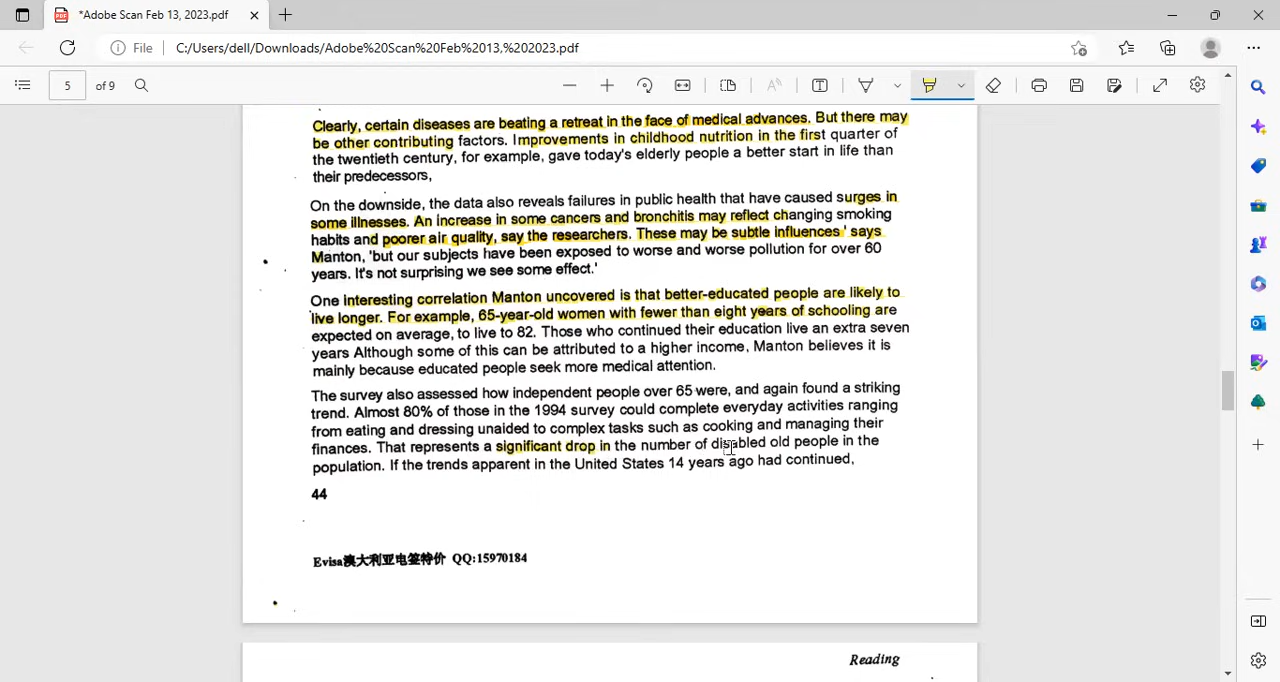 *Adobe Scan Feb 13, 2023.pdf
File
C:/Users/dell/Downloads/Adobe%20Scan%20Feb%2013,%202023.pdf
5
of 9
Clearly, certain diseases are beating a retreat in the face of medical advances. But there may
be other contributing factors. Improvements in childhood nutrition in the first quarter of
the twentieth century, for example, gave today's elderly people a better start in life than
their predecessors,
On the downside, the data also reveals failures in public health that have caused surges in
some illnesses. An increase in some cancers and bronchitis may reflect changing smoking
habits and poorer air quality, say the researchers. These may be subtle influences ' says
Manton, 'but our subjects have been exposed to worse and worse pollution for over 60
years. It's not surprising we see some effect.'
One interesting correlation Manton uncovered is that better-educated people are likely to
live longer. For example, 65-year-old women with fewer than eight years of schooling are
expected on average, to live to 82. Those who continued their education live an extra seven
years Although some of this can be attributed to a higher income, Manton believes it is
mainly because educated people seek more medical attention.
The survey also assessed how independent people over 65 were, and again found a striking
trend. Almost 80% of those in the 1994 survey could complete everyday activities ranging
from eating and dressing unaided to complex tasks such as cooking and managing their
finances. That represents a significant drop in the number of disabled old people in the
population. If the trends apparent in the United States 14 years ago had continued,
44
Evisa澳大利亚电签特价 QQ:15970184
Reading